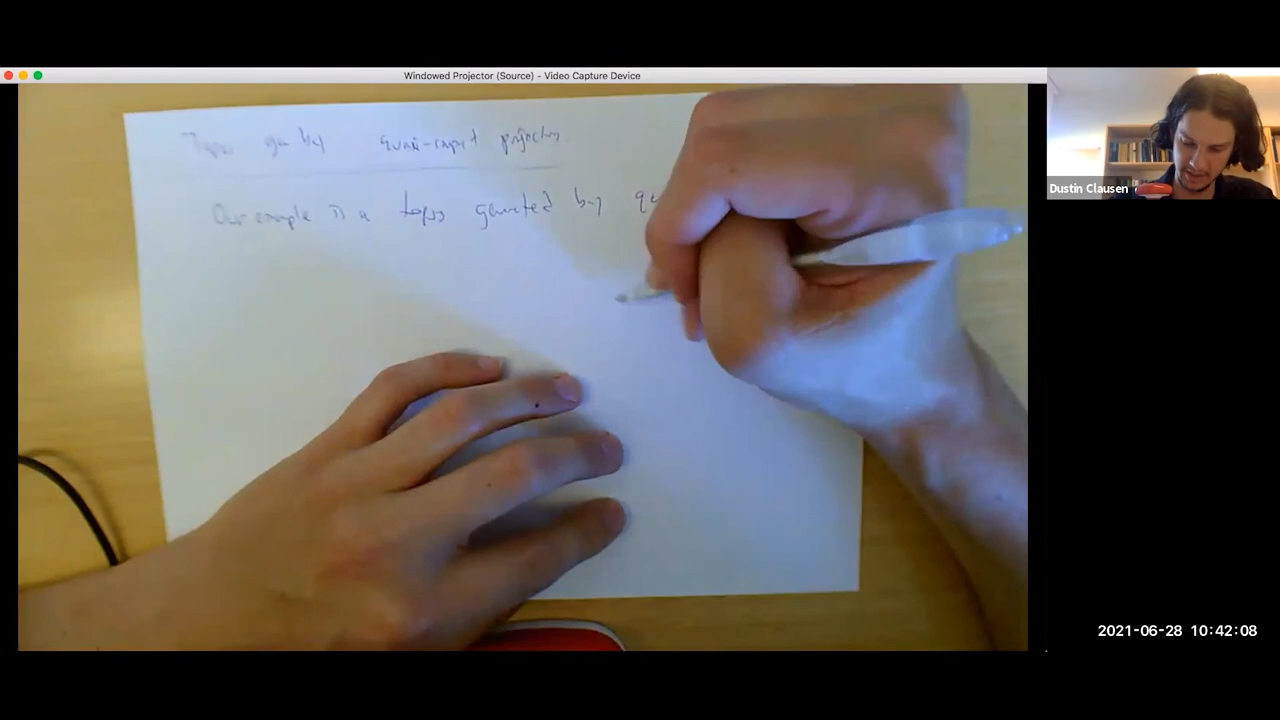 Windowed Projector (Source) - Video Capture Device
Topos gen by quasi-compact projectives
Our example is a topos generated by
Dustin Clausen
2021-06-28 10:42:08